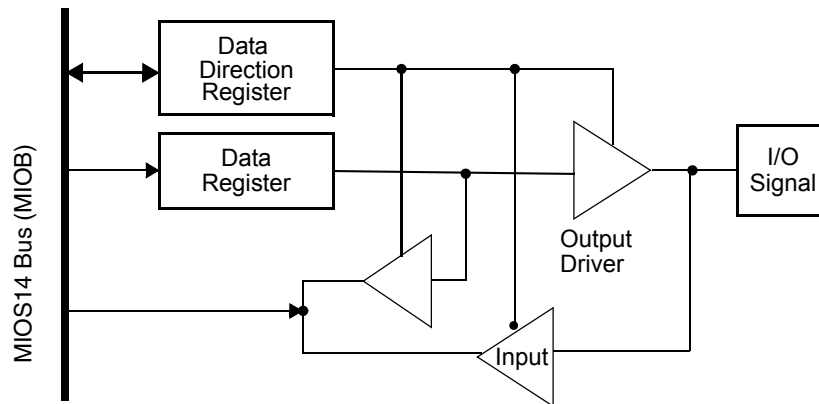 Data
Direction
Register
Data
Register
I/O
Signal
Output
Driver
Input
MIOS14 Bus (MIOB)